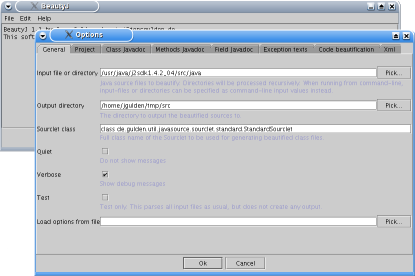 BeautyJ
File Edit Help
BeautyJ
This soft
Options
General Project Class Javadoc Methods Javadoc Field Javadoc Exception texts Code beautification Xml
Input file or directory /usr/java/j2sdk1.4.2_04/src/java Pick...
Java source files to beautify. Directories will be processed recursively. When running from command-line,
input-files or directories can be specified as command-line input values instead.
Output directory /home/jgulden/tmp/src Pick...
The directory to output the beautified sources to.
Sourclet class class de.gulden.util.javasource.sourclet.standard.StandardSourclet
Full class name of the Sourclet to be used for generating beautified class files.
Quiet
Do not show messages.
Verbose
Show debug messages.
Test
Test only. This parses all input files as usual, but does not create any output.
Load options from file Pick...
Ok Cancel